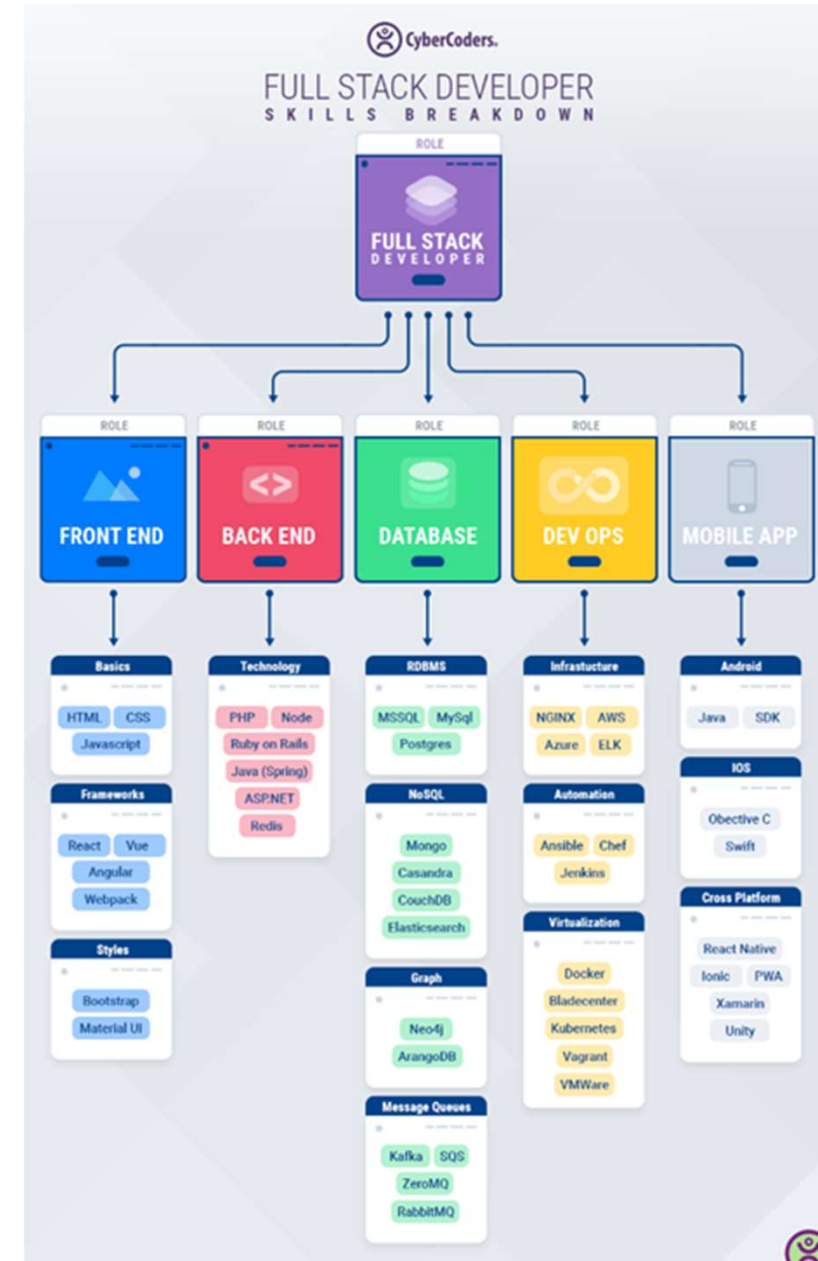 CyberCoders.
FULL STACK DEVELOPER
SKILLS BREAKDOWN
ROLE
FULL STACK
DEVELOPER
ROLE
FRONT END
ROLE
BACK END
ROLE
DATABASE
ROLE
DEV OPS
ROLE
MOBILE APP
Basics
HTML CSS
Javascript
Frameworks
React Vue
Angular
Webpack
Styles
Bootstrap
Material UI
Technology
PHP Node
Ruby on Rails
Java (Spring)
ASP.NET
Redis
RDBMS
MSSQL MySql
Postgres
NoSQL
Mongo
Casandra
CouchDB
Elasticsearch
Graph
Neo4j
ArangoDB
Message Queues
Kafka SQS
ZeroMQ
RabbitMQ
Infrastucture
NGINX AWS
Azure ELK
Automation
Ansible Chef
Jenkins
Virtualization
Docker
Bladecenter
Kubernetes
Vagrant
VMWare
Android
Java SDK
IOS
Obective C
Swift
Cross Platform
React Native
Ionic PWA
Xamarin
Unity